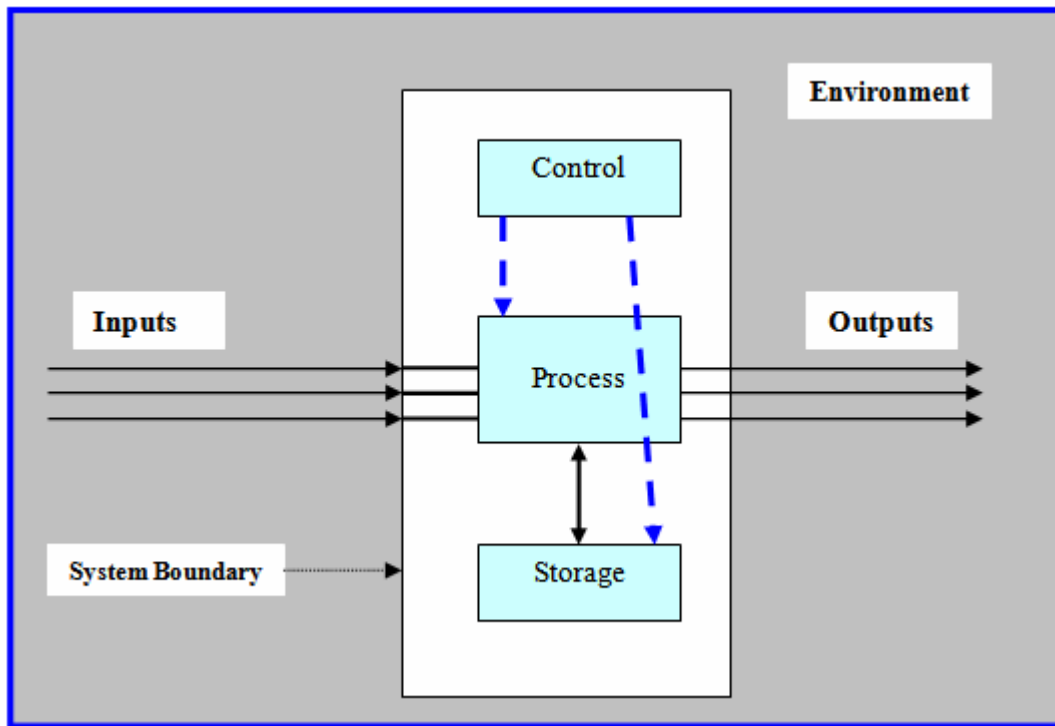 Environment
Control
Inputs
Outputs
Process
System Boundary
Storage